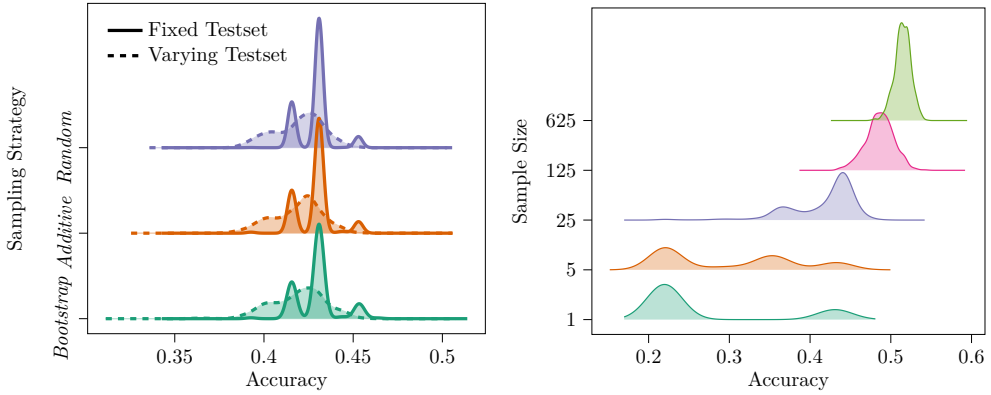 Fixed Testset
Varying Testset
Sampling Strategy
Random
Additive
Bootstrap
0.35 0.4 0.45 0.5
Accuracy
Sample Size
625
125
25
5
1
0.2 0.3 0.4 0.5 0.6
Accuracy